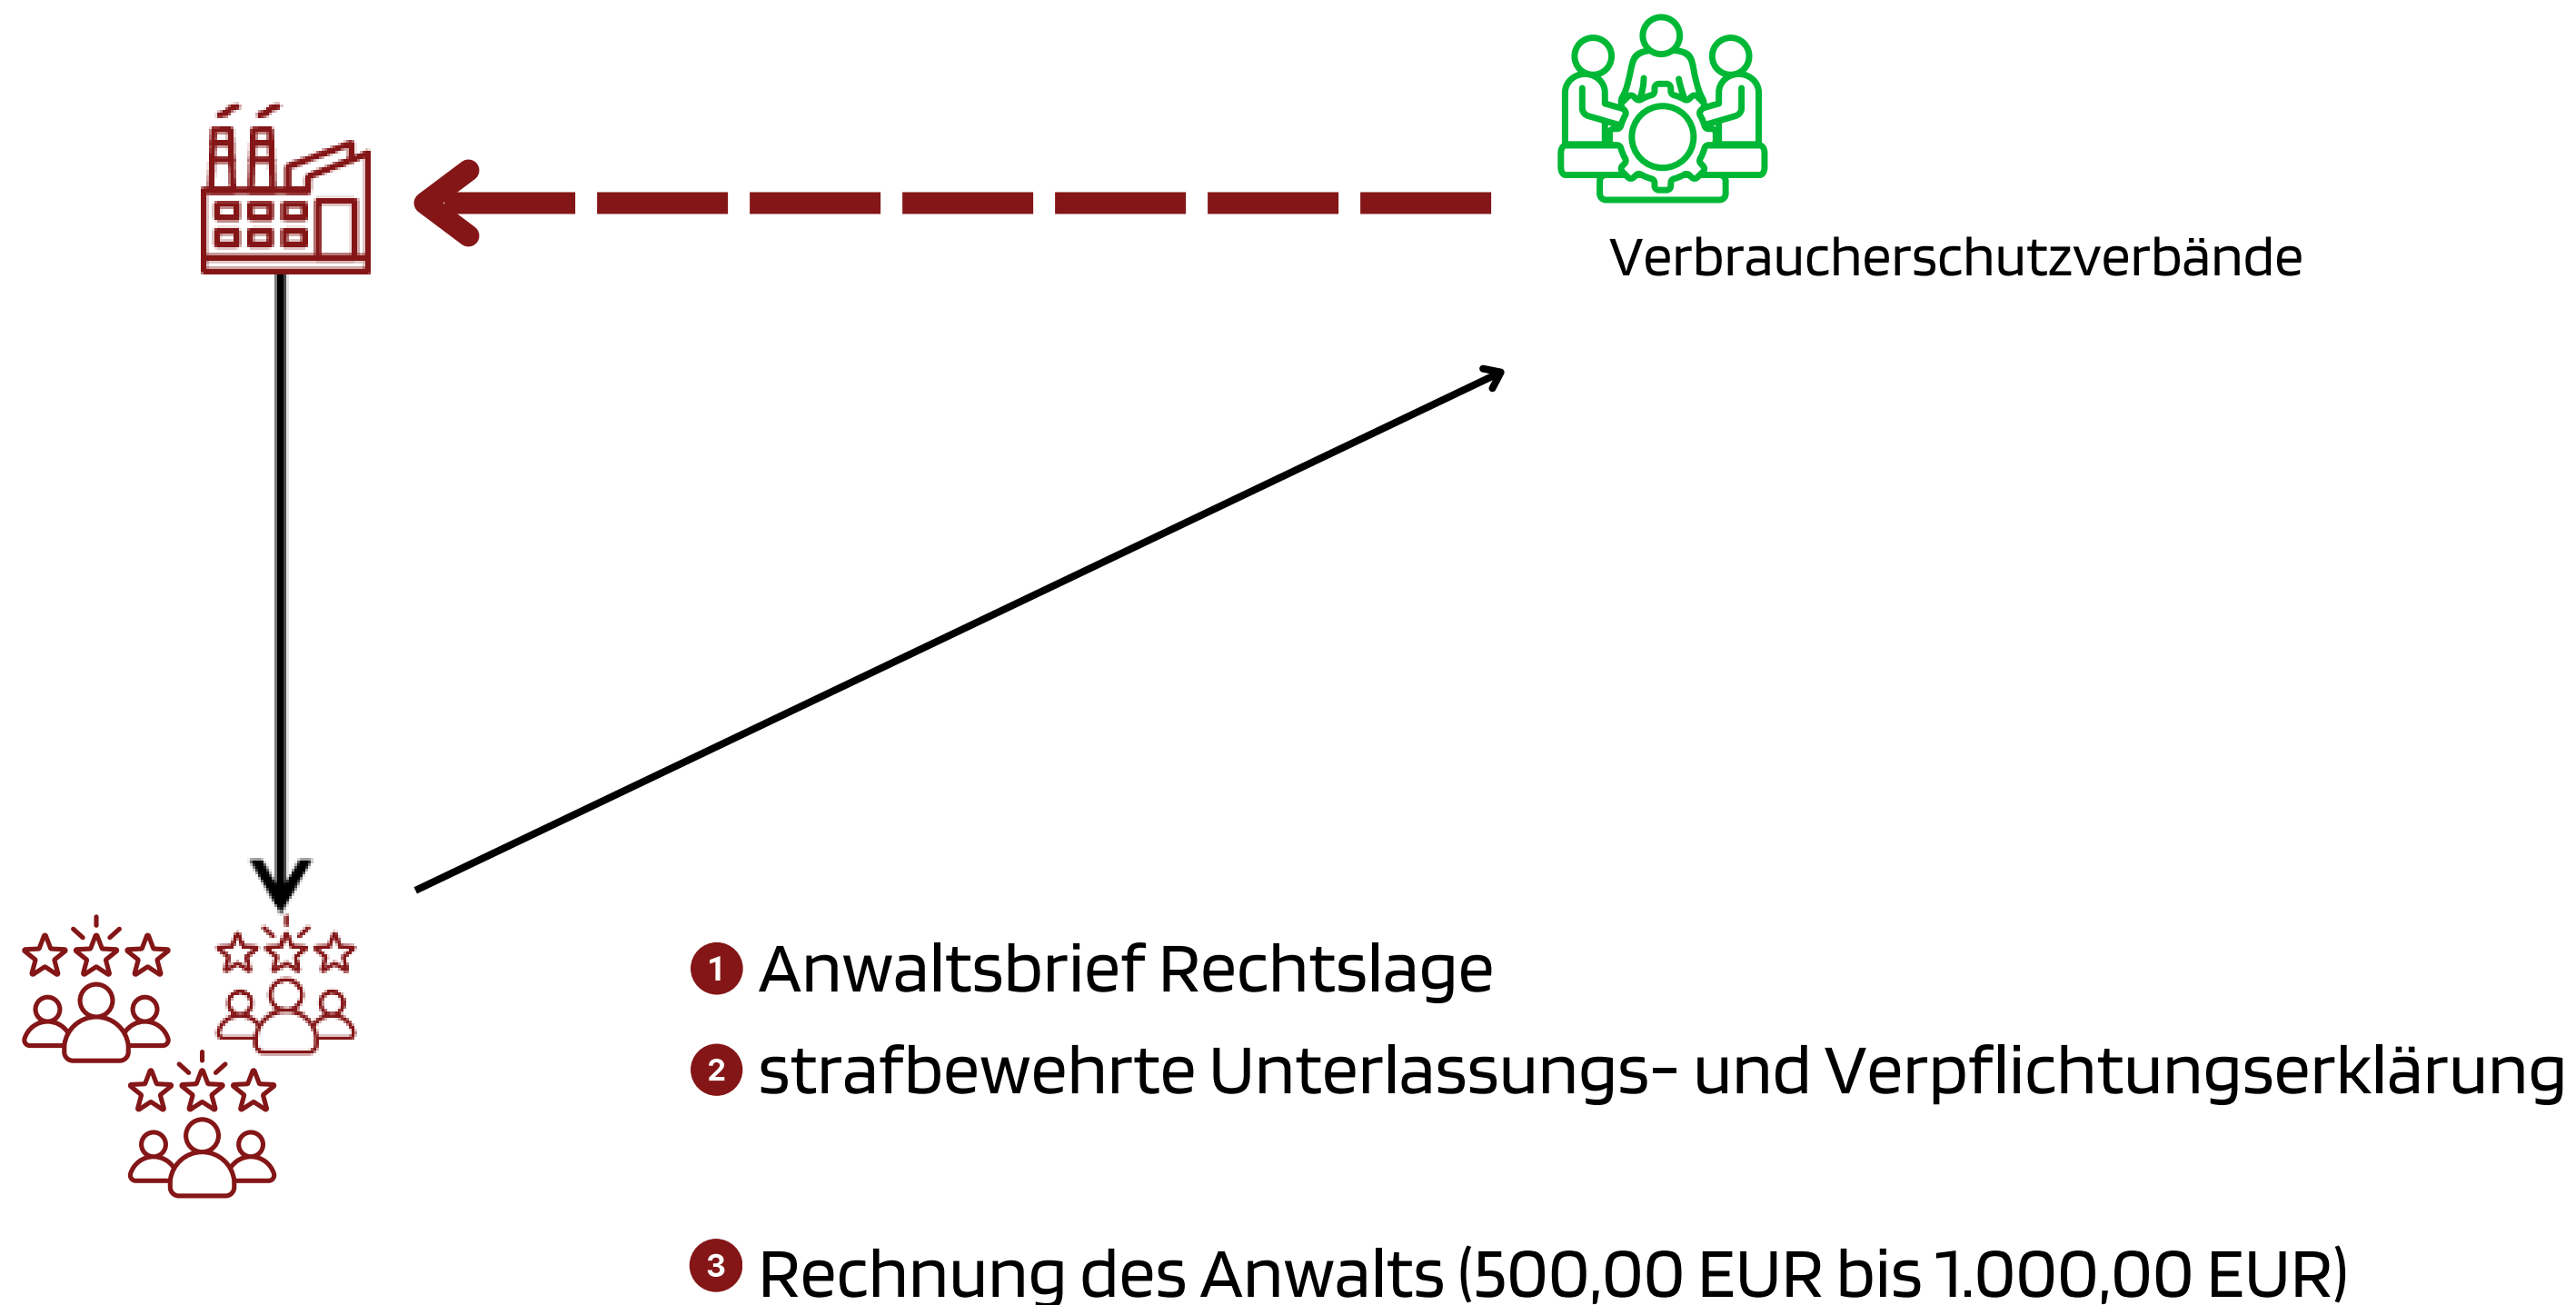 Verbraucherschutzverbände
1 Anwaltsbrief Rechtslage
2 strafbewehrte Unterlassungs- und Verpflichtungserklärung
3 Rechnung des Anwalts (500,00 EUR bis 1.000,00 EUR)